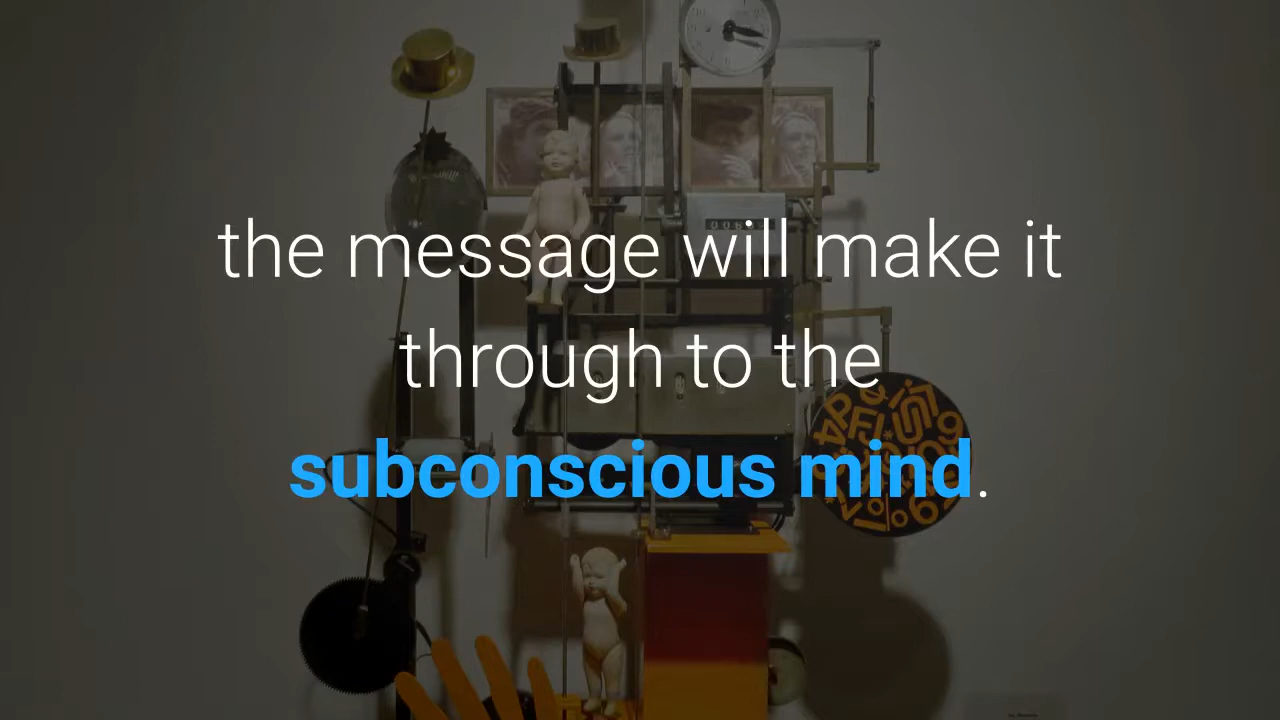 the message will make it
through to the
subconscious mind.